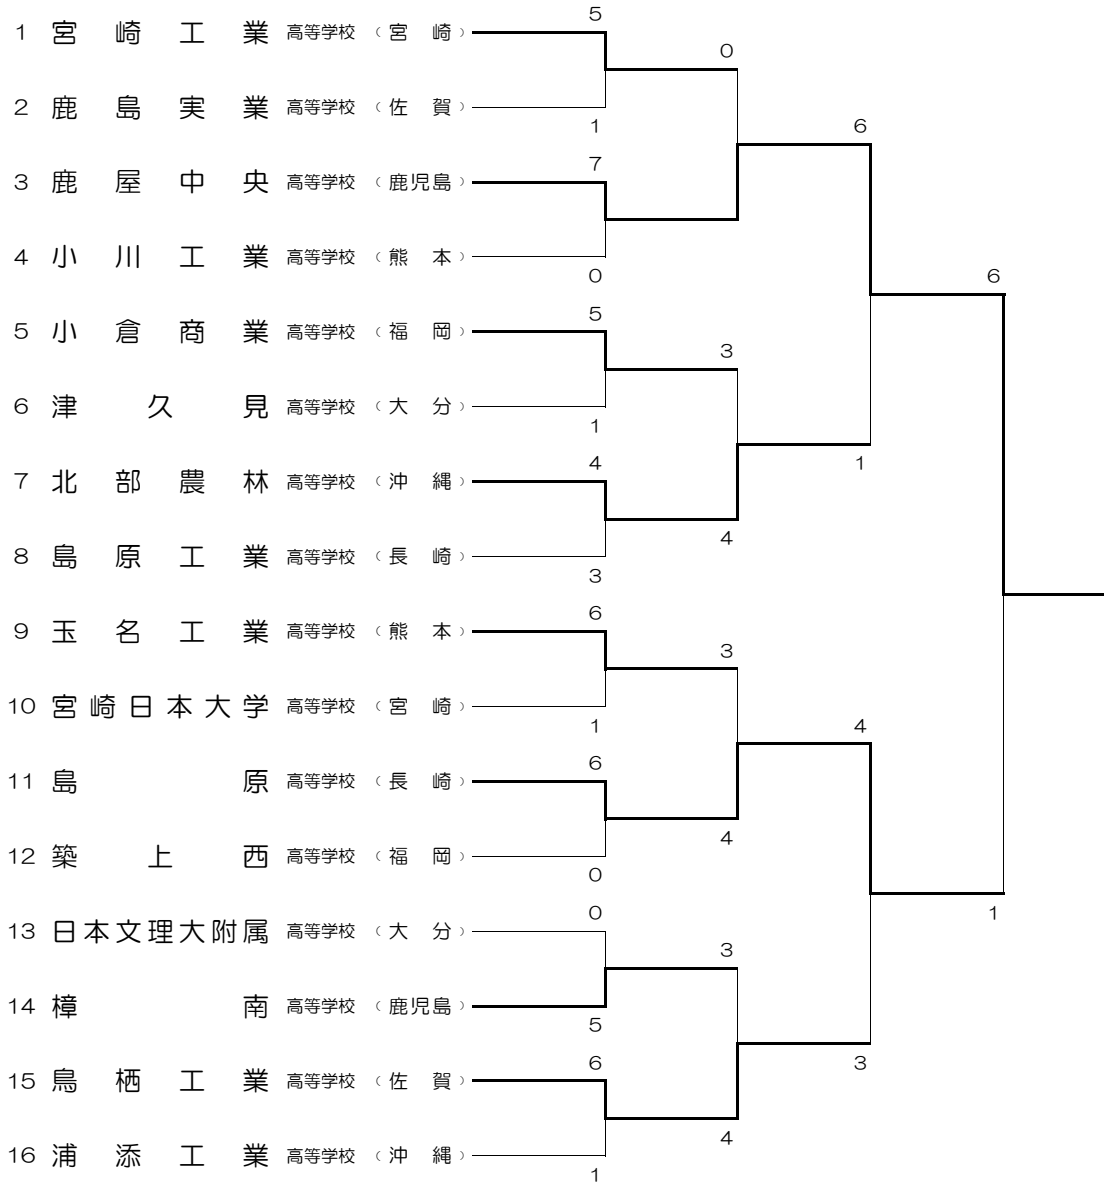 5
1 宮崎工業 高等学校 （宮崎）
0
2 鹿島実業 高等学校 （佐賀）
1
6
7
3 鹿屋中央 高等学校 （鹿児島）
4 小川工業 高等学校 （熊本）
0
6
5
5 小倉商業 高等学校 （福岡）
3
6 津久見 高等学校 （大分）
1
4
1
7 北部農林 高等学校 （沖縄）
4
8 島原工業 高等学校 （長崎）
3
6
9 玉名工業 高等学校 （熊本）
3
10 宮崎日本大学 高等学校 （宮崎）
1
4
6
11 島原 高等学校 （長崎）
4
12 築上西 高等学校 （福岡）
0
0
1
13 日本文理大附属 高等学校 （大分）
3
14 樟南 高等学校 （鹿児島）
5
6
3
15 鳥栖工業 高等学校 （佐賀）
4
16 浦添工業 高等学校 （沖縄）
1